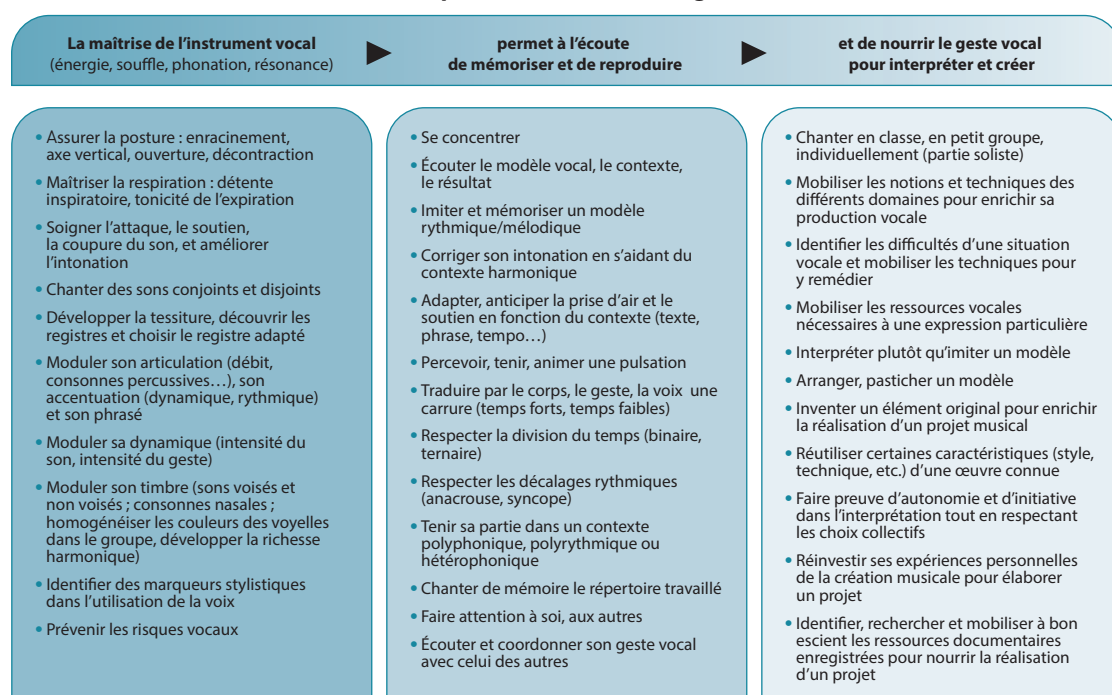 La maîtrise de l'instrument vocal
(énergie, souffle, phonation, résonance)
permet à l'écoute
de mémoriser et de reproduire
et de nourrir le geste vocal
pour interpréter et créer
• Assurer la posture : enracinement,
axe vertical, ouverture, décontraction
• Maîtriser la respiration : détente
inspiratoire, tonicité de l'expiration
• Soigner l'attaque, le soutien,
la coupure du son, et améliorer
l'intonation
• Chanter des sons conjoints et disjoints
• Développer la tessiture, découvrir les
registres et choisir le registre adapté
• Moduler son articulation (débit,
consonnes percussives…), son
accentuation (dynamique, rythmique)
et son phrasé
• Moduler sa dynamique (intensité du
son, intensité du geste)
• Moduler son timbre (sons voisés et
non voisés ; consonnes nasales ;
homogénéiser les couleurs des voyelles
dans le groupe, développer la richesse
harmonique)
• Identifier des marqueurs stylistiques
dans l'utilisation de la voix
• Prévenir les risques vocaux
• Se concentrer
• Écouter le modèle vocal, le contexte,
le résultat
• Imiter et mémoriser un modèle
rythmique/mélodique
• Corriger son intonation en s'aidant du
contexte harmonique
• Adapter, anticiper la prise d'air et le
soutien en fonction du contexte (texte,
phrase, tempo…)
• Percevoir, tenir, animer une pulsation
• Traduire par le corps, le geste, la voix une
carrure (temps forts, temps faibles)
• Respecter la division du temps (binaire,
ternaire)
• Respecter les décalages rythmiques
(anacrouse, syncope)
• Tenir sa partie dans un contexte
polyphonique, polyrythmique ou
hétérophonique
• Chanter de mémoire le répertoire travaillé
• Faire attention à soi, aux autres
• Écouter et coordonner son geste vocal
avec celui des autres
• Chanter en classe, en petit groupe,
individuellement (partie soliste)
• Mobiliser les notions et techniques des
différents domaines pour enrichir sa
production vocale
• Identifier les difficultés d'une situation
vocale et mobiliser les techniques pour
y remédier
• Mobiliser les ressources vocales
nécessaires à une expression particulière
• Interpréter plutôt qu'imiter un modèle
• Arranger, pasticher un modèle
• Inventer un élément original pour enrichir
la réalisation d'un projet musical
• Réutiliser certaines caractéristiques (style,
technique, etc.) d'une œuvre connue
• Faire preuve d'autonomie et d'initiative
dans l'interprétation tout en respectant
les choix collectifs
• Réinvestir ses expériences personnelles
de la création musicale pour élaborer
un projet
• Identifier, rechercher et mobiliser à bon
escient les ressources documentaires
enregistrées pour nourrir la réalisation
d'un projet